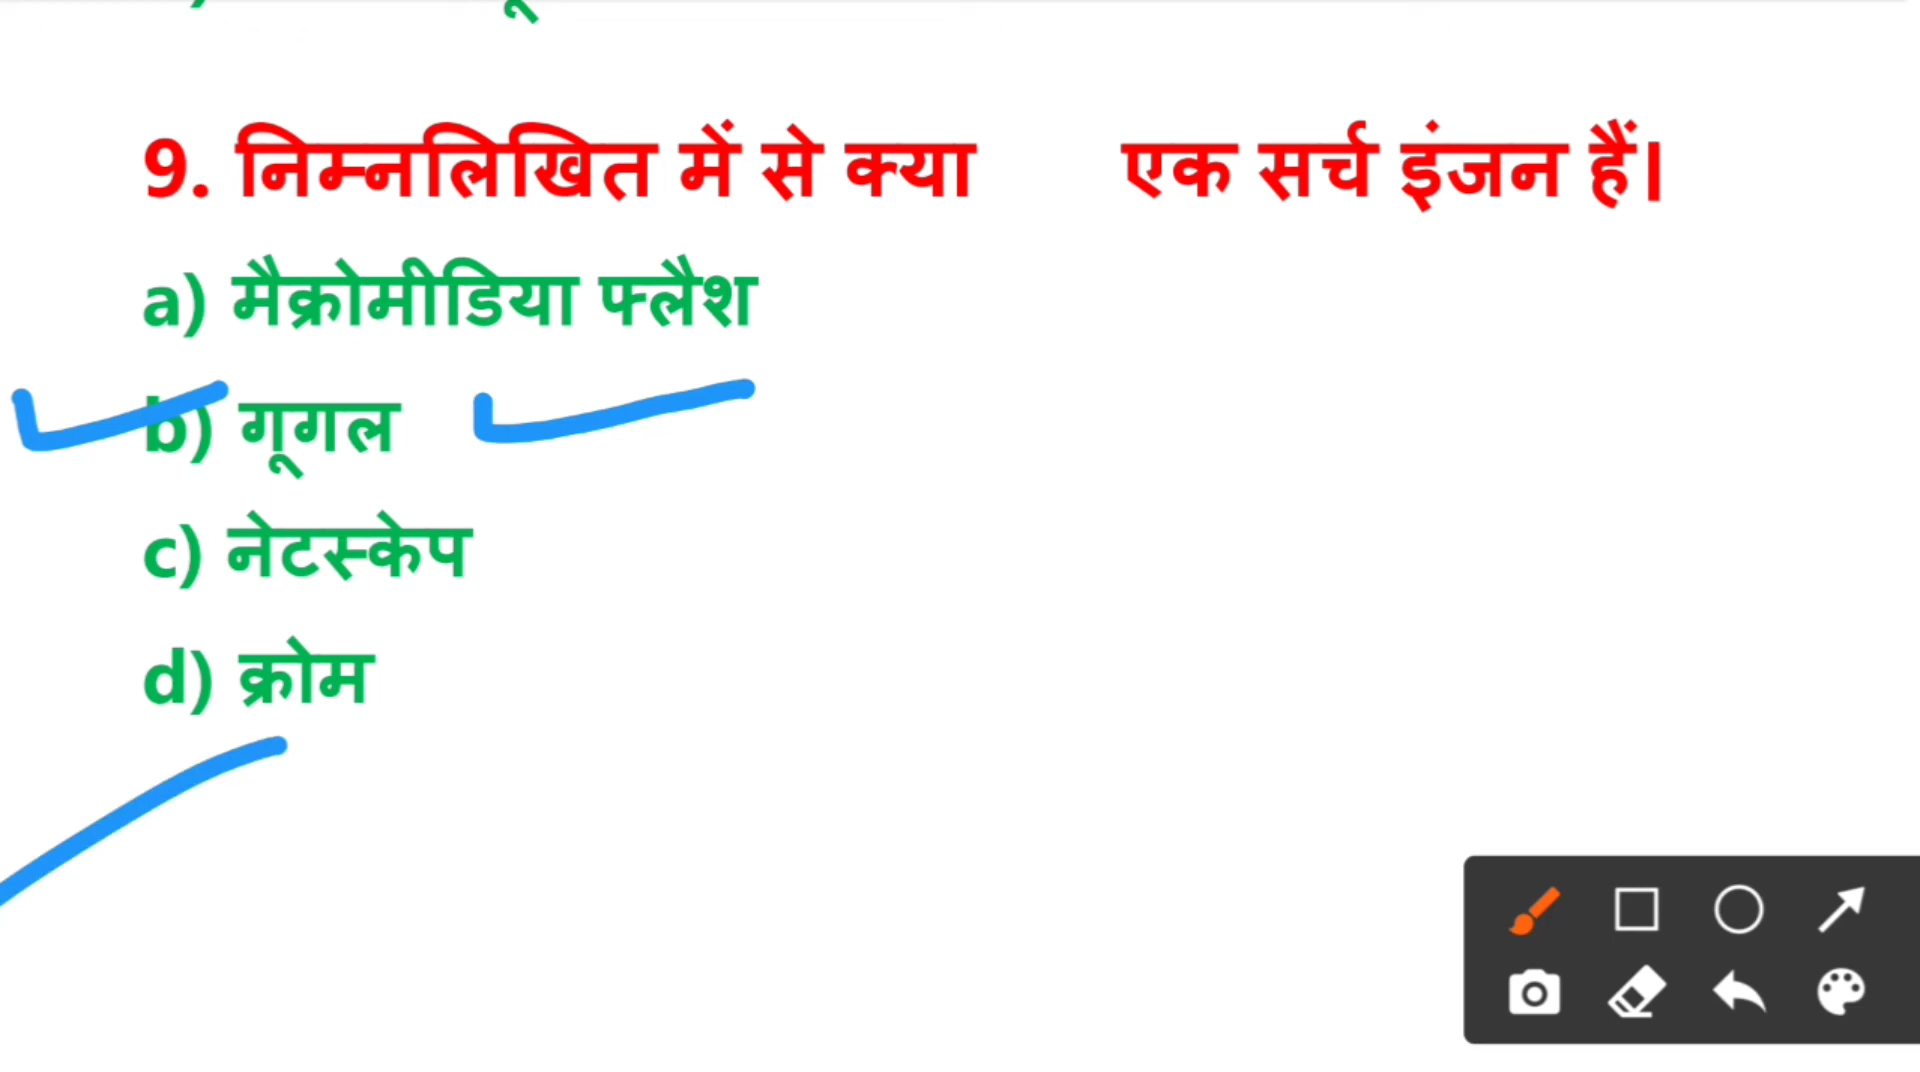 9. निम्नलिखित में से क्या एक सर्च इंजन हैं।
a) मैक्रोमीडिया फ्लैश
b) गूगल
c) नेटस्केप
d) क्रोम